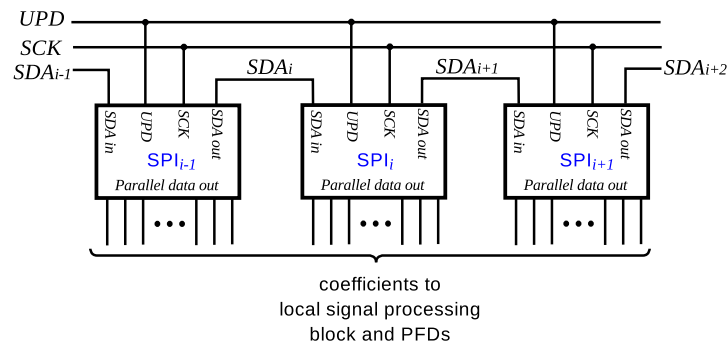 UPD
SCK
SDAi-1
SDAi
SDAi+1
SDAi+2
SDA in
UPD
SCK
SDA out
SPIi-1
Parallel data out
SDA in
UPD
SCK
SDA out
SPIi
Parallel data out
SDA in
UPD
SCK
SDA out
SPIi+1
Parallel data out
coefficients to
local signal processing
block and PFDs